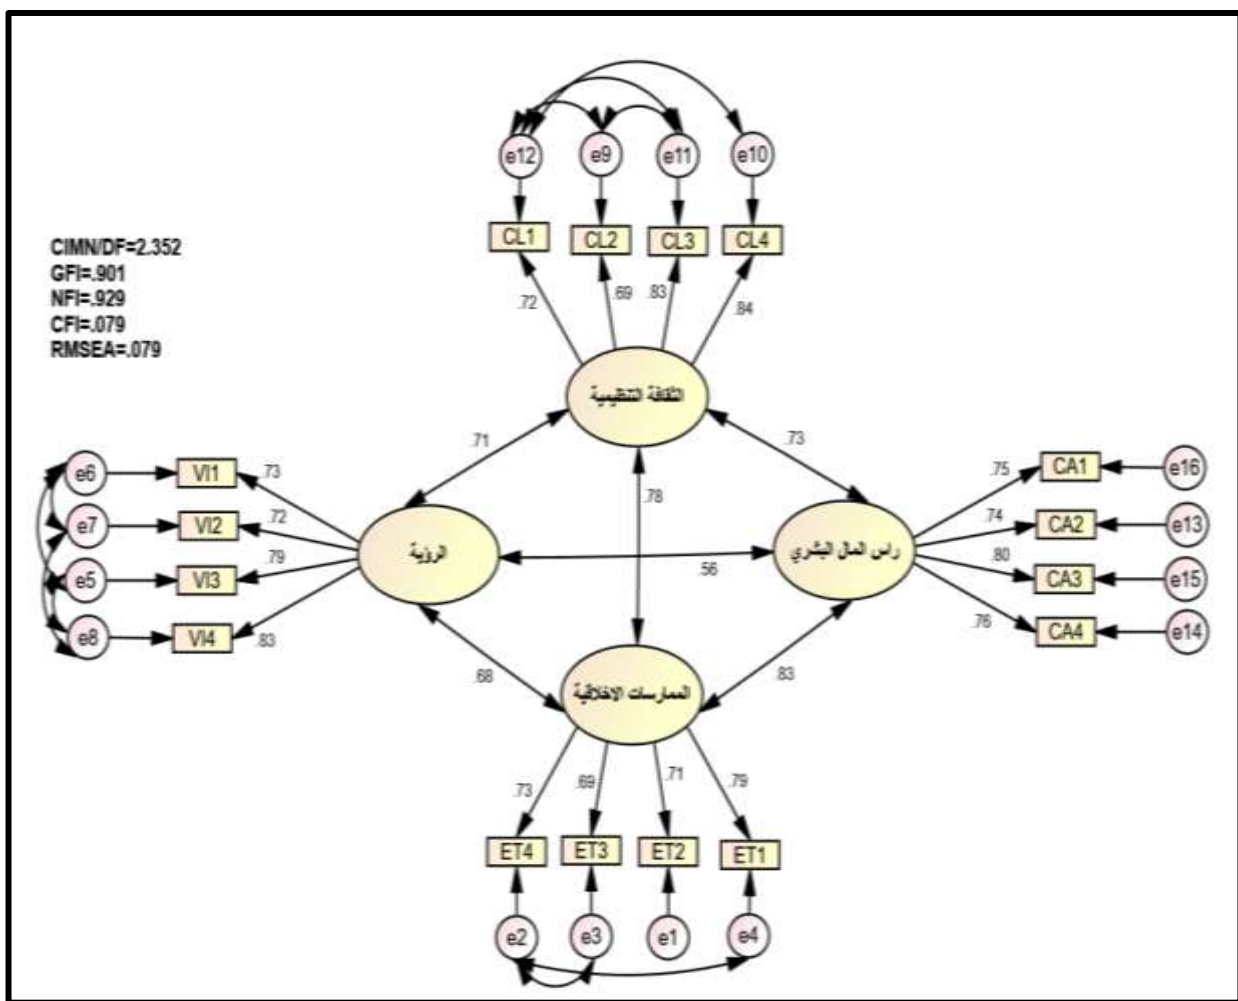 e12 e9 e11 e10
CL1 CL2 CL3 CL4
CIMN/DF=2.352
GFI=.901
NFI=.929
CFI=.079
RMSEA=.079
.72 .69 .83 .84
الثقافة التنظيمية
.71 .73
.78
e6 VI1 .73
e7 VI2 .72
e5 VI3 .79
e8 VI4 .83
الرؤية
.56
راس المال البشري
.75 CA1 e16
.74 CA2 e13
.80 CA3 e15
.76 CA4 e14
.68 .83
الممارسات الاخلاقية
.73 .69 .71 .79
ET4 ET3 ET2 ET1
e2 e3 e1 e4